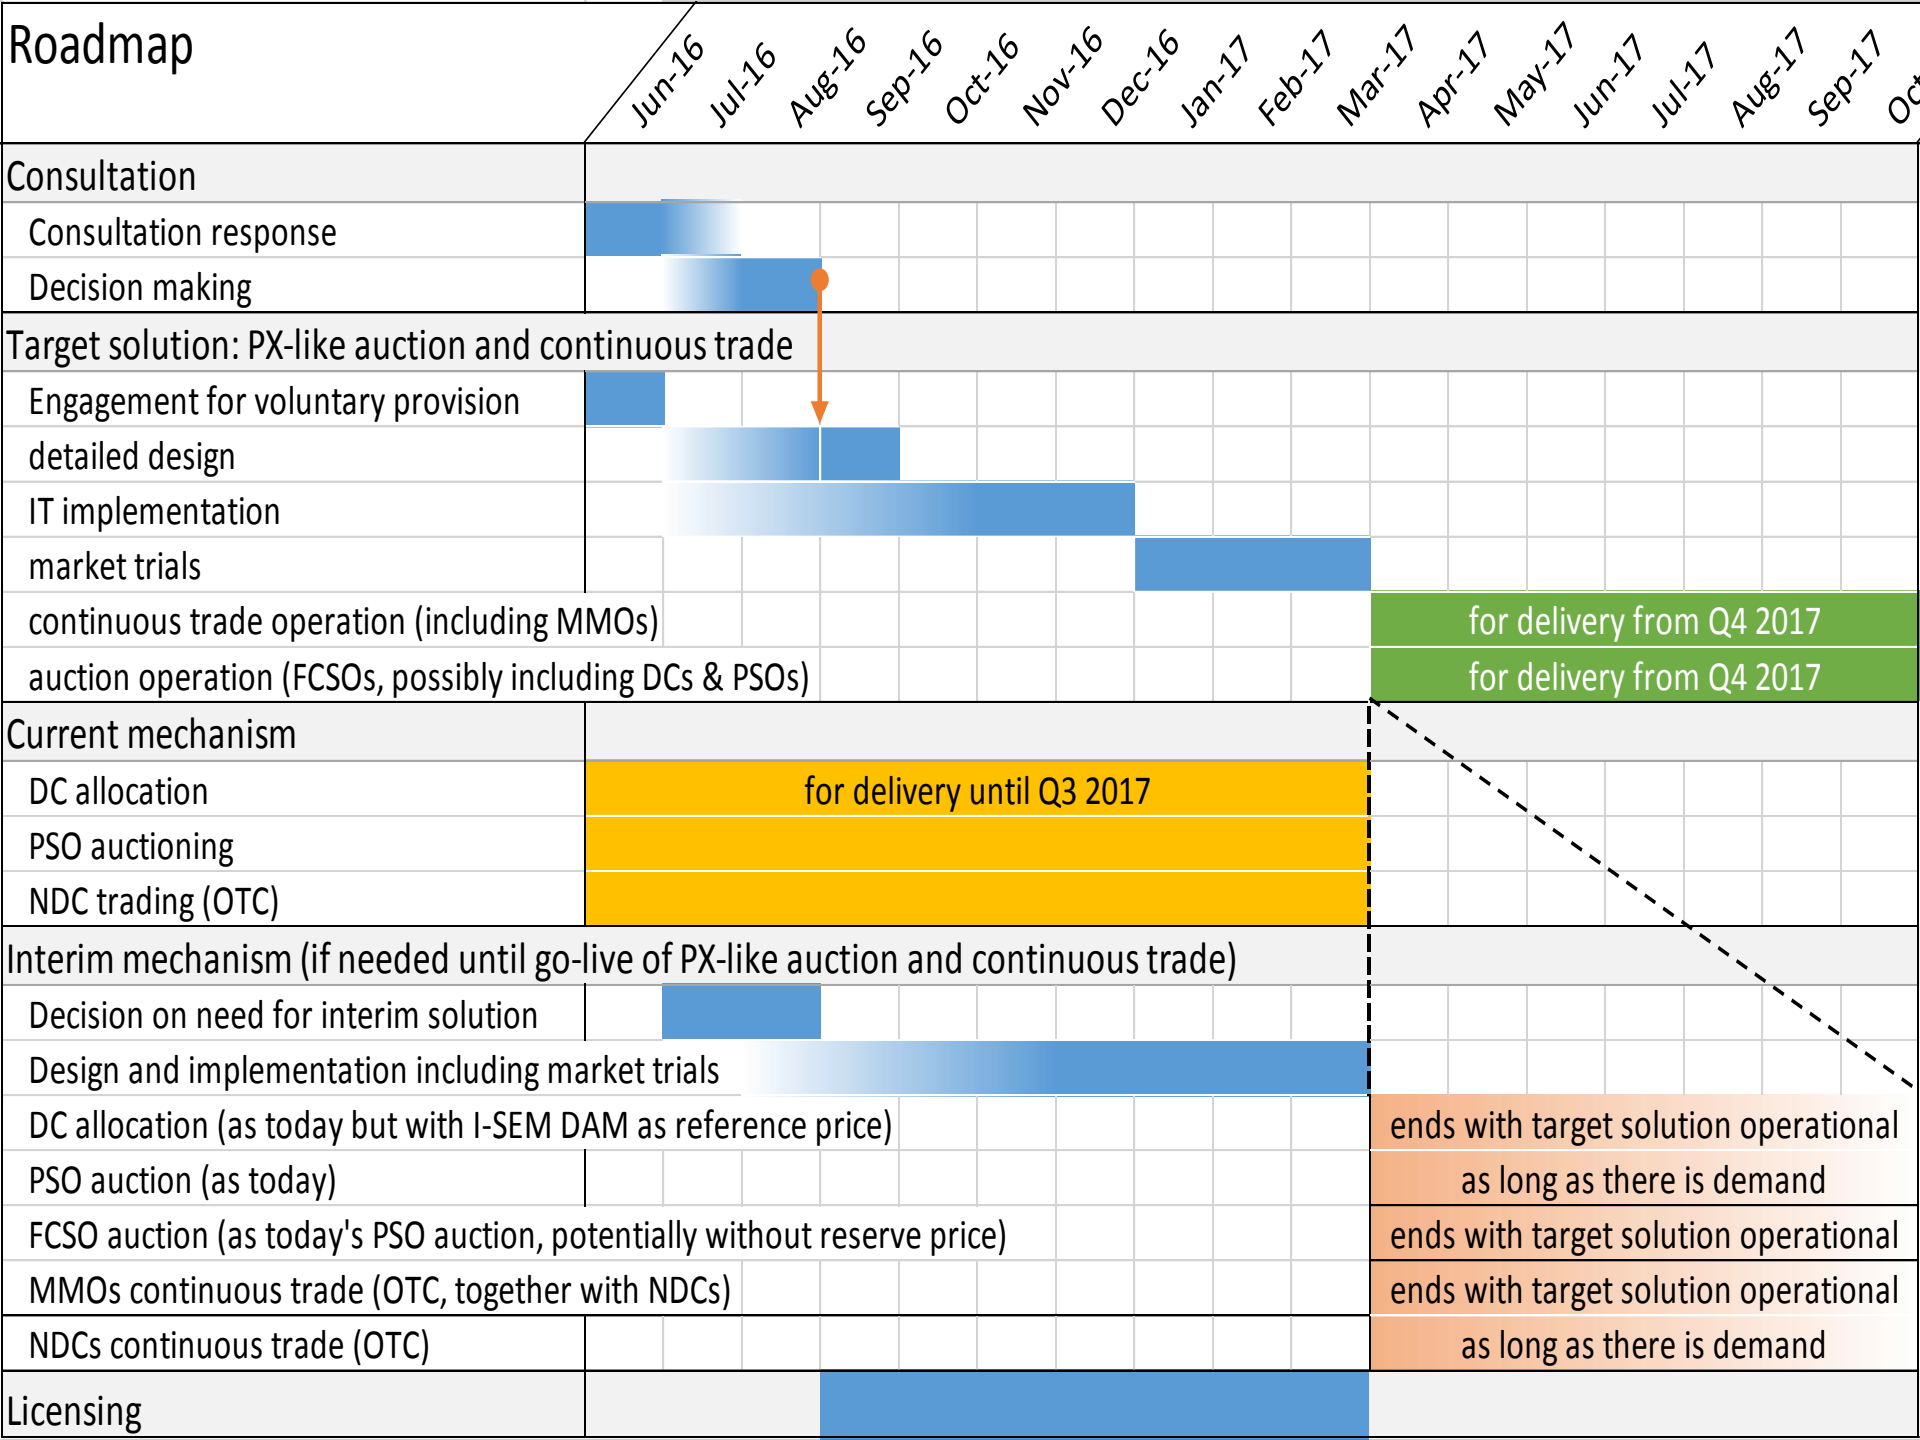 Roadmap
Jun-16
Jul-16
Aug-16
Sep-16
Oct-16
Nov-16
Dec-16
Jan-17
Feb-17
Mar-17
Apr-17
May-17
Jun-17
Jul-17
Aug-17
Sep-17
Oct
Consultation
Consultation response
Decision making
Target solution: PX-like auction and continuous trade
Engagement for voluntary provision
detailed design
IT implementation
market trials
continuous trade operation (including MMOs) for delivery from Q4 2017
auction operation (FCSOs, possibly including DCs & PSOs) for delivery from Q4 2017
Current mechanism
DC allocation for delivery until Q3 2017
PSO auctioning
NDC trading (OTC)
Interim mechanism (if needed until go-live of PX-like auction and continuous trade)
Decision on need for interim solution
Design and implementation including market trials
DC allocation (as today but with I-SEM DAM as reference price) ends with target solution operational
PSO auction (as today) as long as there is demand
FCSO auction (as today's PSO auction, potentially without reserve price) ends with target solution operational
MMOs continuous trade (OTC, together with NDCs) ends with target solution operational
NDCs continuous trade (OTC) as long as there is demand
Licensing